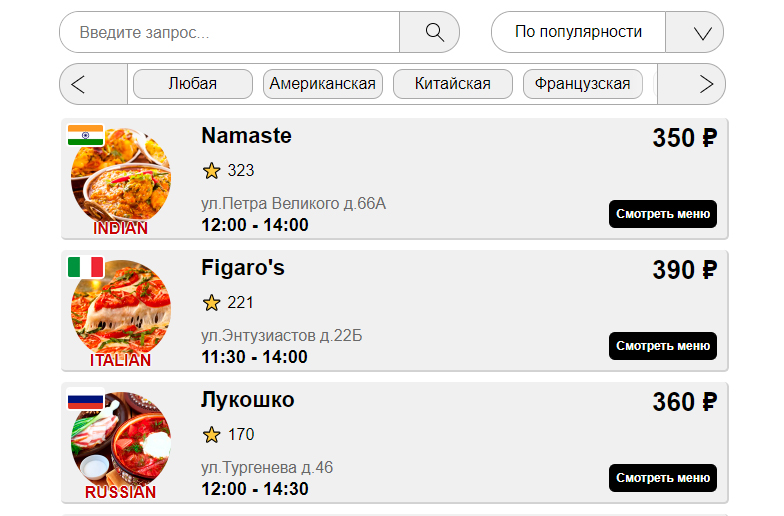 Введите запрос...
По популярности
Любая
Американская
Китайская
Французская
Namaste
350 ₽
323
ул.Петра Великого д.66А
12:00 - 14:00
Смотреть меню
INDIAN
Figaro's
390 ₽
221
ул.Энтузиастов д.22Б
11:30 - 14:00
Смотреть меню
ITALIAN
Лукошко
360 ₽
170
ул.Тургенева д.46
12:00 - 14:30
Смотреть меню
RUSSIAN